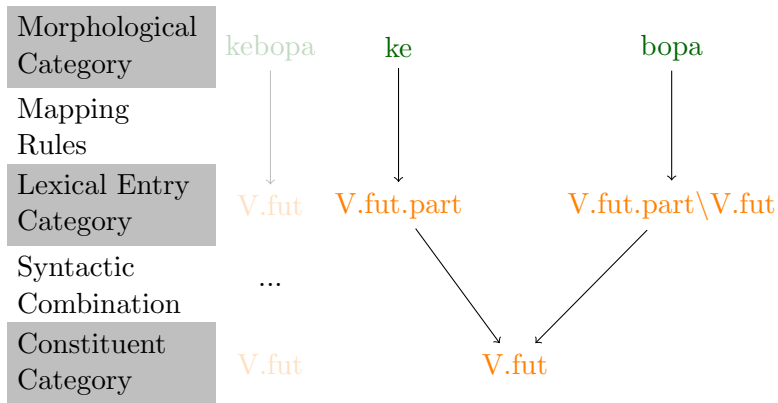 Morphological
Category
kebopa ke bopa
Mapping
Rules
Lexical Entry
Category
V.fut V.fut.part V.fut.part\V.fut
Syntactic
Combination
...
Constituent
Category
V.fut V.fut